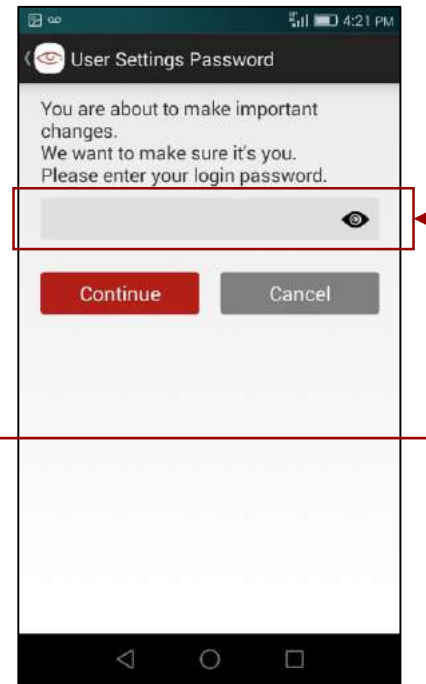 4:21 PM
User Settings Password
You are about to make important
changes.
We want to make sure it's you.
Please enter your login password.
Continue
Cancel